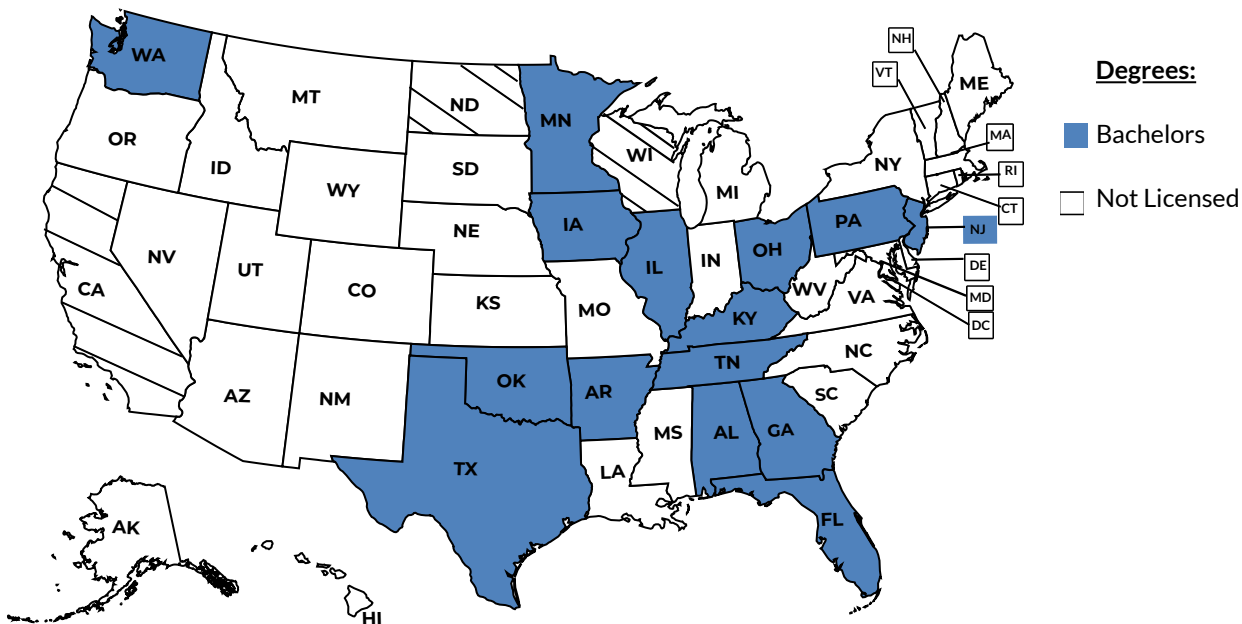 WA
MT
ND
MN
OR
ID
WY
SD
WI
MI
NY
ME
NH
VT
MA
RI
CT
NJ
DE
MD
DC
NE
IA
PA
NV
UT
CO
CA
KS
MO
IL
IN
OH
WV
VA
KY
AZ
NM
OK
AR
TN
NC
SC
TX
LA
MS
AL
GA
FL
AK
HI
Degrees:
Bachelors
Not Licensed